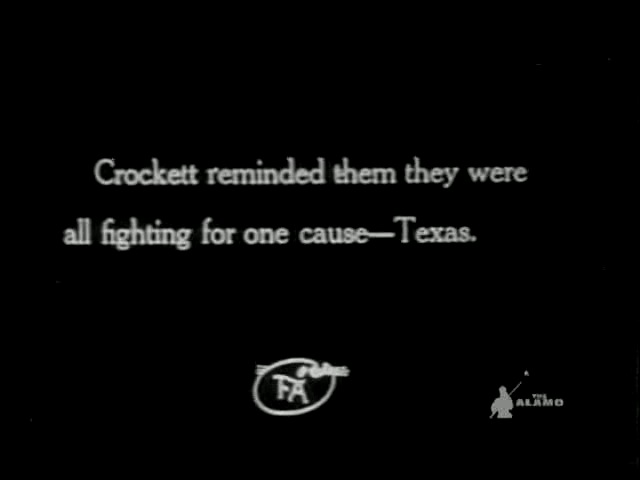 Crockett reminded them they were
all fighting for one cause—Texas.
FA
THE
ALAMO